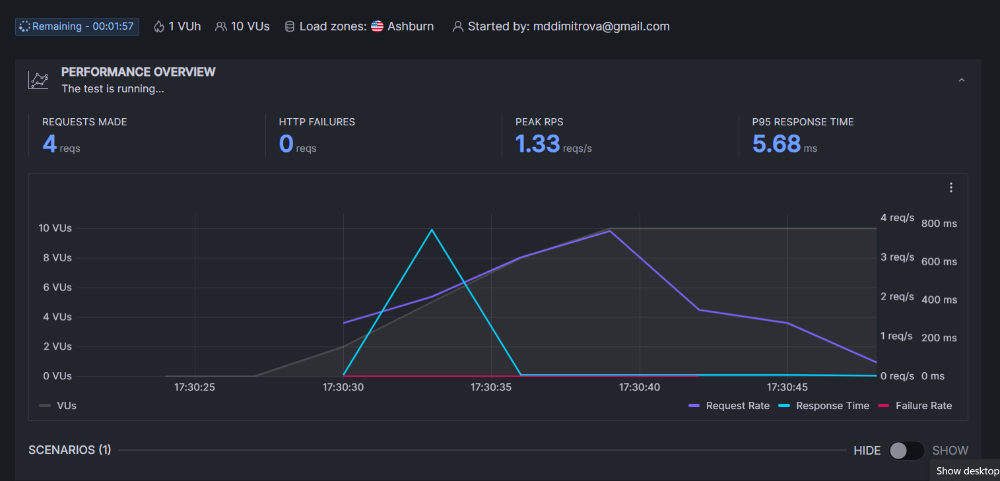 Remaining - 00:01:57 1 VUh 10 VUs Load zones: Ashburn Started by: mddimitrova@gmail.com
PERFORMANCE OVERVIEW
The test is running...
REQUESTS MADE HTTP FAILURES PEAK RPS P95 RESPONSE TIME
4 reqs 0 reqs 1.33 reqs/s 5.68 ms
10 VUs 4 req/s 800 ms
8 VUs 3 req/s 600 ms
6 VUs 2 req/s 400 ms
4 VUs
2 VUs 1 req/s 200 ms
0 VUs 0 req/s 0 ms
17:30:25 17:30:30 17:30:35 17:30:40 17:30:45
VUs Request Rate Response Time Failure Rate
SCENARIOS (1) HIDE SHOW
Show desktop